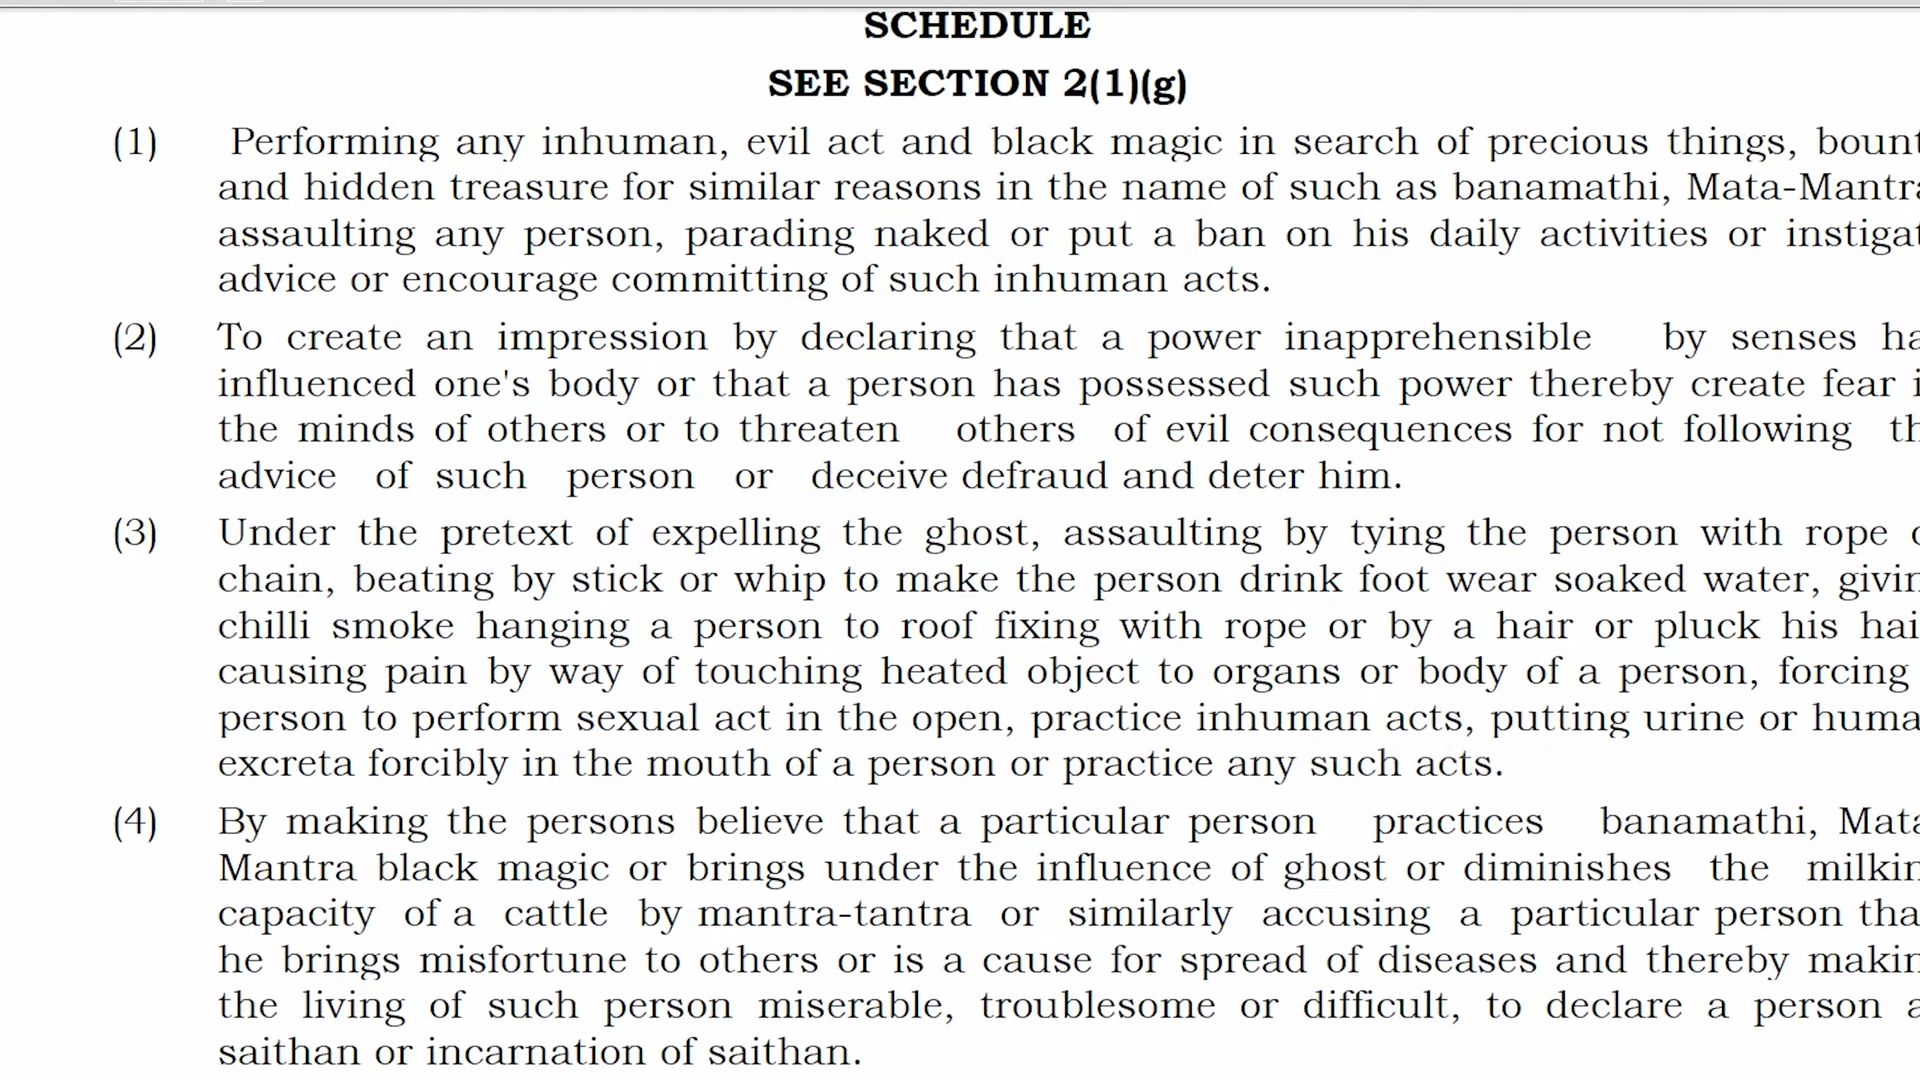 SCHEDULE
SEE SECTION 2(1)(g)
(1) Performing any inhuman, evil act and black magic in search of precious things, bount
and hidden treasure for similar reasons in the name of such as banamathi, Mata-Mantra
assaulting any person, parading naked or put a ban on his daily activities or instigat
advice or encourage committing of such inhuman acts.
(2) To create an impression by declaring that a power inapprehensible by senses ha
influenced one's body or that a person has possessed such power thereby create fear i
the minds of others or to threaten others of evil consequences for not following th
advice of such person or deceive defraud and deter him.
(3) Under the pretext of expelling the ghost, assaulting by tying the person with rope o
chain, beating by stick or whip to make the person drink foot wear soaked water, givin
chilli smoke hanging a person to roof fixing with rope or by a hair or pluck his hai
causing pain by way of touching heated object to organs or body of a person, forcing
person to perform sexual act in the open, practice inhuman acts, putting urine or huma
excreta forcibly in the mouth of a person or practice any such acts.
(4) By making the persons believe that a particular person practices banamathi, Mata
Mantra black magic or brings under the influence of ghost or diminishes the milkin
capacity of a cattle by mantra-tantra or similarly accusing a particular person tha
he brings misfortune to others or is a cause for spread of diseases and thereby makin
the living of such person miserable, troublesome or difficult, to declare a person a
saithan or incarnation of saithan.